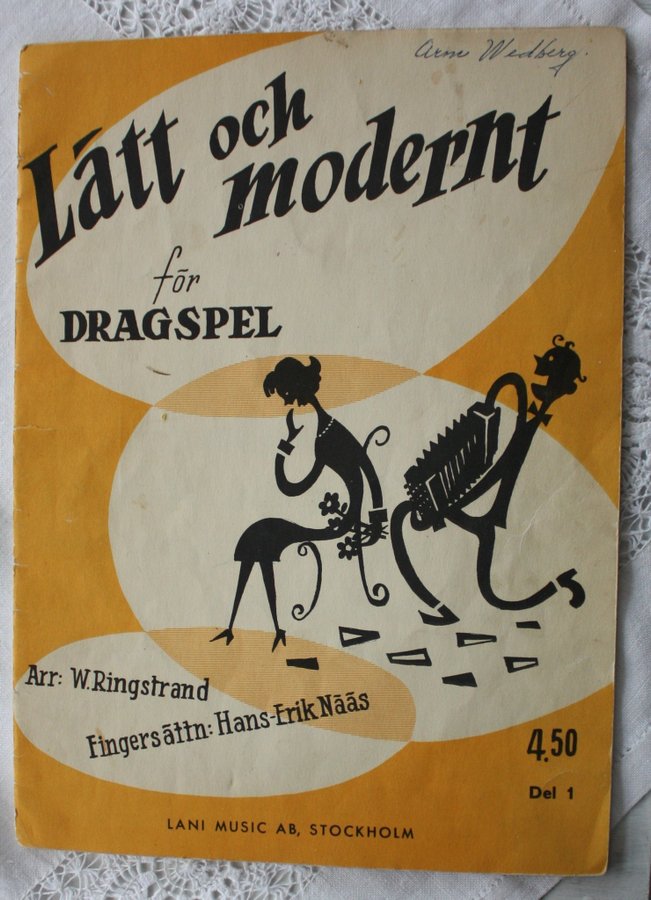 Arne Wedberg.
Lätt och
modernt
för
DRAGSPEL
Arr: W. Ringstrand
Fingersättn: Hans-Erik Nääs
4.50
Del 1
LANI MUSIC AB, STOCKHOLM